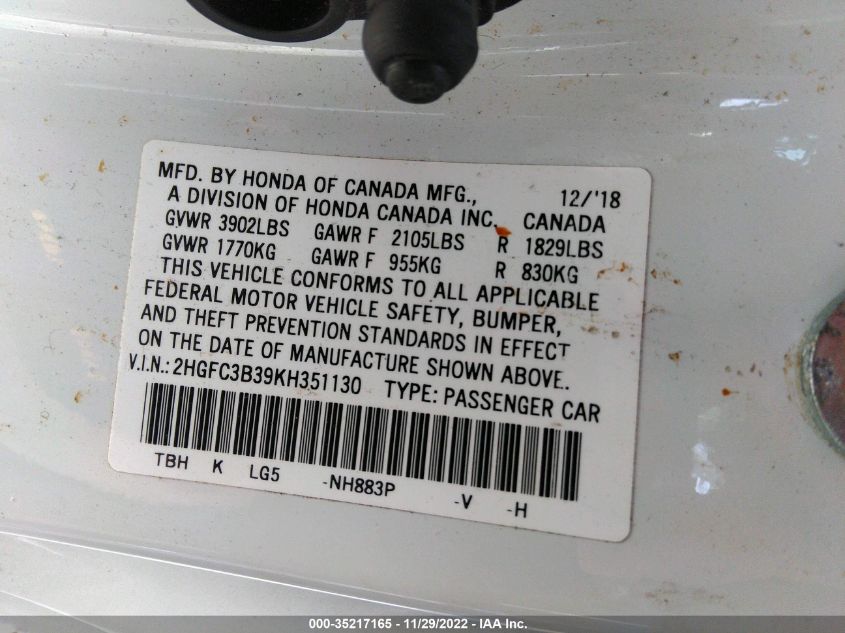 MFD. BY HONDA OF CANADA MFG., 12/'18
A DIVISION OF HONDA CANADA INC. CANADA
GVWR 3902LBS GAWR F 2105LBS R 1829LBS
GVWR 1770KG GAWR F 955KG R 830KG
THIS VEHICLE CONFORMS TO ALL APPLICABLE
FEDERAL MOTOR VEHICLE SAFETY, BUMPER,
AND THEFT PREVENTION STANDARDS IN EFFECT
ON THE DATE OF MANUFACTURE SHOWN ABOVE.
V.I.N.: 2HGFC3B39KH351130 TYPE: PASSENGER CAR
TBH K LG5 -NH883P -V -H
000-35217165 - 11/29/2022 - IAA Inc.